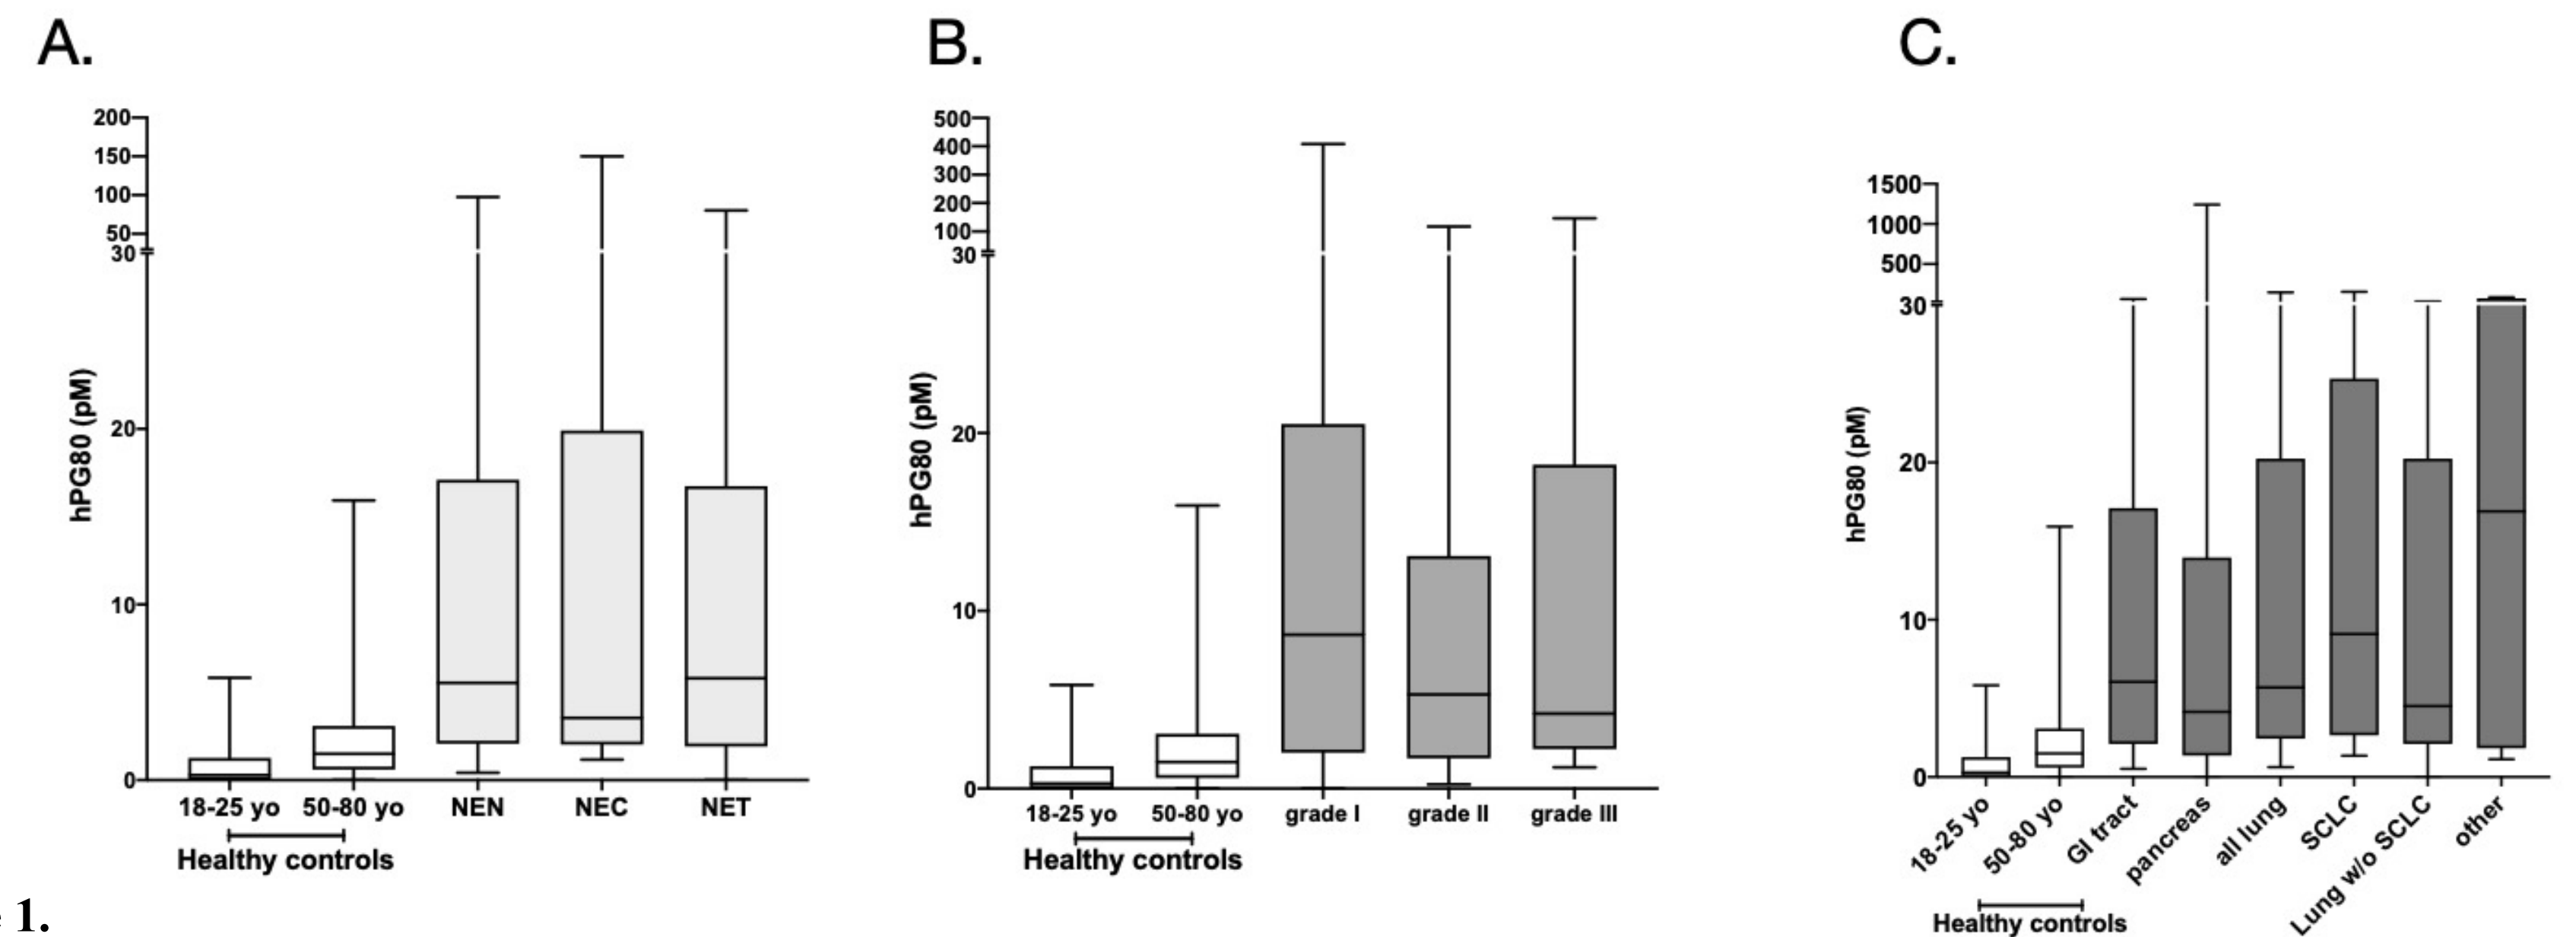 A.
200
150
100
50
30
20
10
0
hPG80 (pM)
18-25 yo 50-80 yo NEN NEC NET
Healthy controls
B.
500
400
300
200
100
30
20
10
0
hPG80 (pM)
18-25 yo 50-80 yo grade I grade II grade III
Healthy controls
C.
1500
1000
500
30
20
10
0
hPG80 (pM)
18-25 yo
50-80 yo
GI tract
pancreas
all lung
SCLC
Lung w/o SCLC
other
Healthy controls
1.